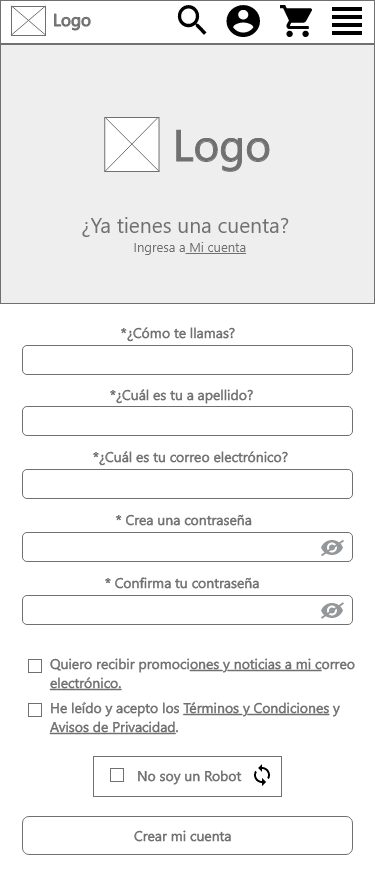 Logo
Logo
¿Ya tienes una cuenta?
Ingresa a Mi cuenta
*¿Cómo te llamas?
*¿Cuál es tu a apellido?
*¿Cuál es tu correo electrónico?
* Crea una contraseña
* Confirma tu contraseña
Quiero recibir promociones y noticias a mi correo
electrónico.
He leído y acepto los Términos y Condiciones y
Avisos de Privacidad.
No soy un Robot
Crear mi cuenta